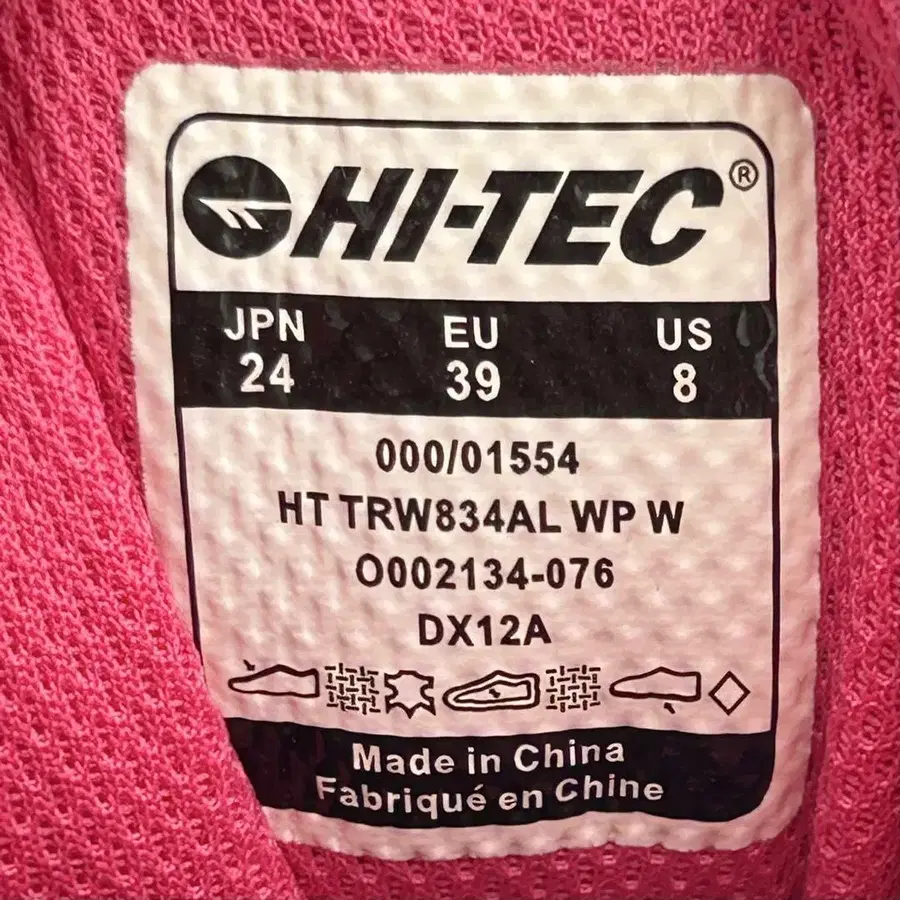 HI-TEC®
JPN EU US
24 39 8
000/01554
HT TRW834AL WP W
O002134-076
DX12A
Made in China
Fabriqué en Chine